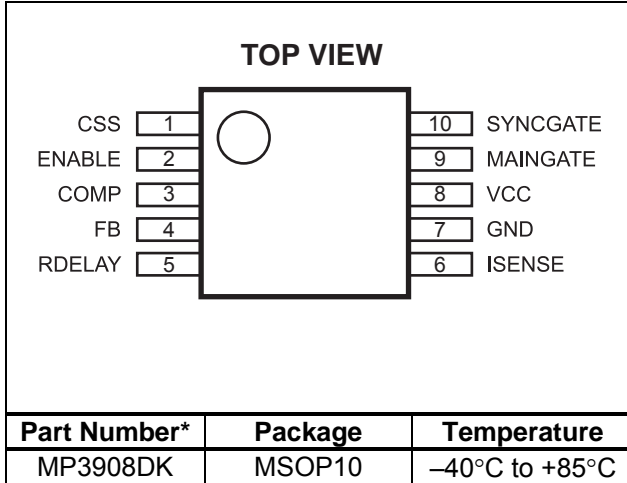 TOP VIEW
CSS 1 10 SYNCGATE
ENABLE 2 9 MAINGATE
COMP 3 8 VCC
FB 4 7 GND
RDELAY 5 6 ISENSE
Part Number* Package Temperature
MP3908DK MSOP10 –40°C to +85°C